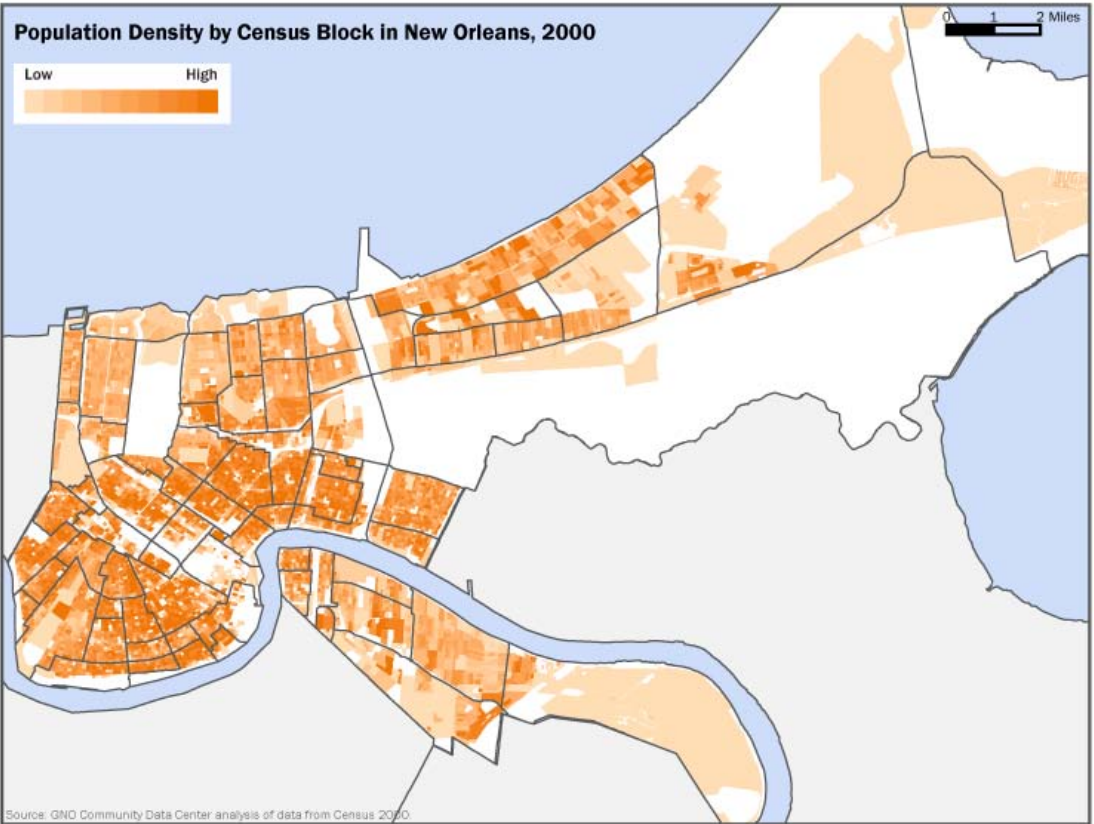 Population Density by Census Block in New Orleans, 2000
0 1 2 Miles
Low High
Source: GNO Community Data Center analysis of data from Census 2000.